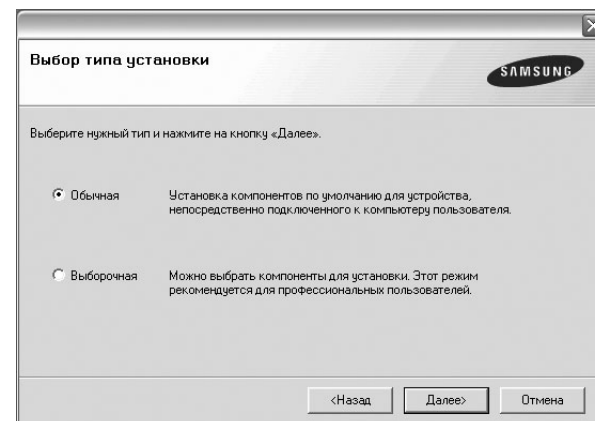 Выбор типа установки
SAMSUNG
Выберите нужный тип и нажмите на кнопку «Далее».
Обычная
Установка компонентов по умолчанию для устройства,
непосредственно подключенного к компьютеру пользователя.
Выборочная
Можно выбрать компоненты для установки. Этот режим
рекомендуется для профессиональных пользователей.
<Назад
Далее>
Отмена